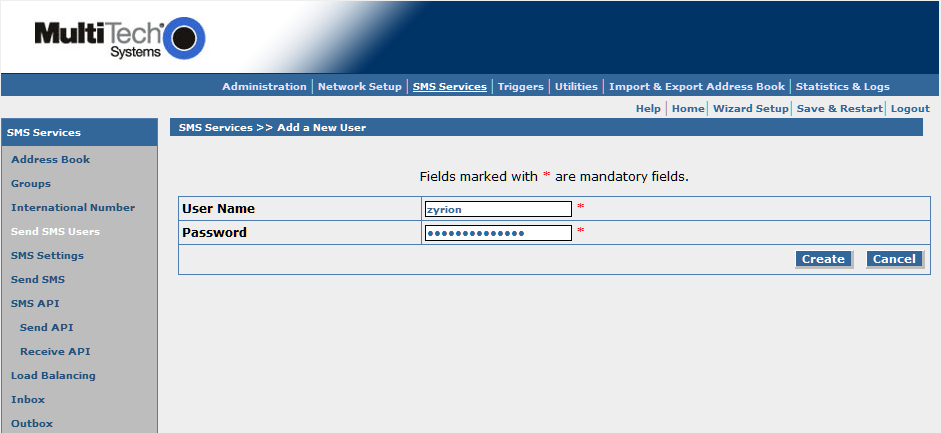 MultiTech
Systems
Administration | Network Setup | SMS Services | Triggers | Utilities | Import & Export Address Book | Statistics & Logs
Help | Home | Wizard Setup | Save & Restart | Logout
SMS Services
SMS Services >> Add a New User
Address Book
Groups
International Number
Send SMS Users
SMS Settings
Send SMS
SMS API
Send API
Receive API
Load Balancing
Inbox
Outbox
Fields marked with * are mandatory fields.
User Name zyrion *
Password •••••••••••••• *
Create Cancel